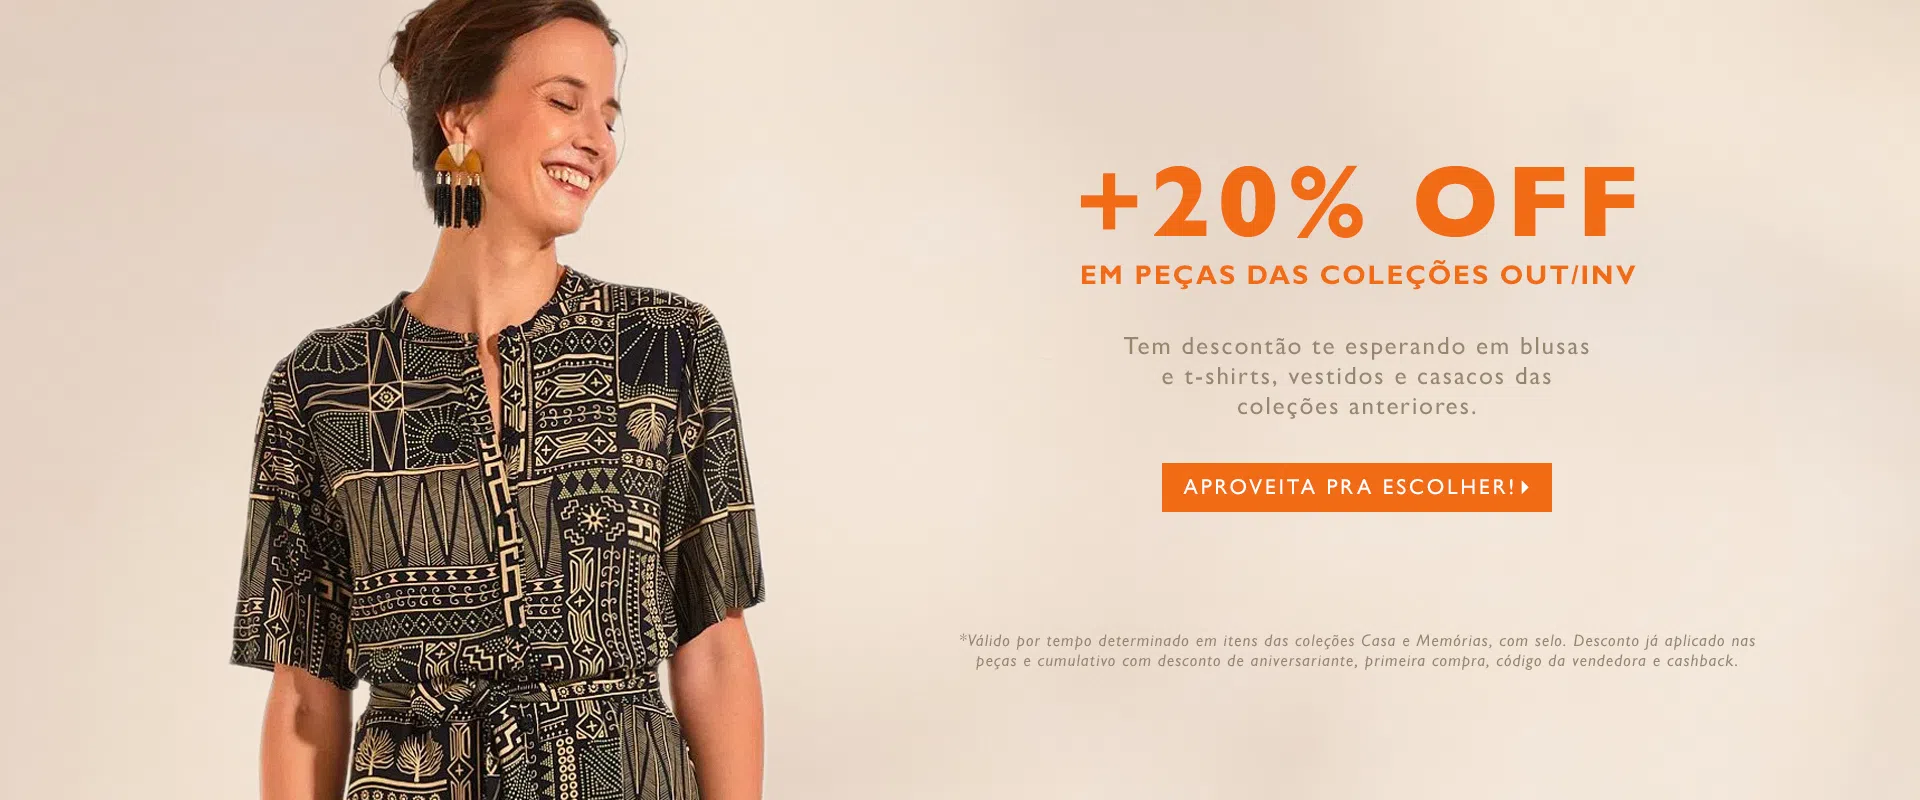 +20% OFF
EM PEÇAS DAS COLEÇÕES OUT/INV
Tem descontão te esperando em blusas
e t-shirts, vestidos e casacos das
coleções anteriores.
APROVEITA PRA ESCOLHER!
*Válido por tempo determinado em itens das coleções Casa e Memórias, com selo. Desconto já aplicado nas
peças e cumulativo com desconto de aniversariante, primeira compra, código da vendedora e cashback.